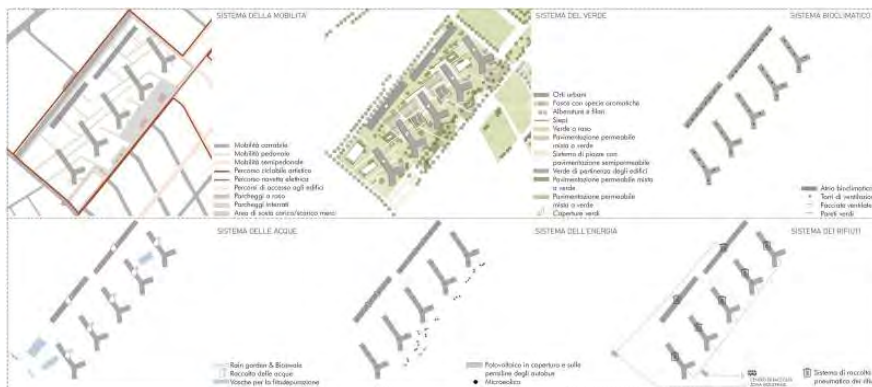 SISTEMA DELLA MOBILITÀ
Mobilità carrabile
Mobilità pedonale
Mobilità semipedonale
Percorso ciclabile artistico
Percorso navetta elettrica
Percorsi di accesso agli edifici
Parcheggi a raso
Parcheggi interrati
Area di sosta carico/scarico merci
SISTEMA DEL VERDE
Orti urbani
Fasce con specie aromatiche
Alberature e filari
Siepi
Verde a raso
Pavimentazione permeabile
mista a verde
Sistema di piazze con
pavimentazione semipermeabile
Verde di pertinenza degli edifici
Pavimentazione permeabile mista
a verde
Pavimentazione permeabile
mista a verde
Coperture verdi
SISTEMA BIOCLIMATICO
Atrio bioclimatico
Torri di ventilazion
Facciate ventilate
Pareti verdi
SISTEMA DELLE ACQUE
Rain garden & Bioswale
Raccolta delle acque
Vasche per la fitodepurazione
SISTEMA DELL'ENERGIA
Fotovoltaico in copertura e sulle
pensiline degli autobus
Microeolico
SISTEMA DEI RIFIUTI
Sistema di raccolta
pneumatica dei rifiu